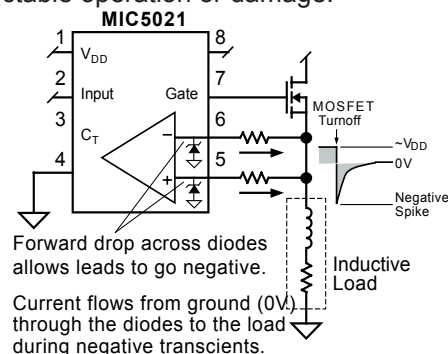 stable operation or damage.
MIC5021
1 8
V_DD
2 7
Input Gate
MOSFET
Turnoff
3 6
C_T −
~V_DD
0V
4 5
+
Negative
Spike
Forward drop across diodes
allows leads to go negative.
Inductive
Load
Current flows from ground (0V)
through the diodes to the load
during negative transcients.